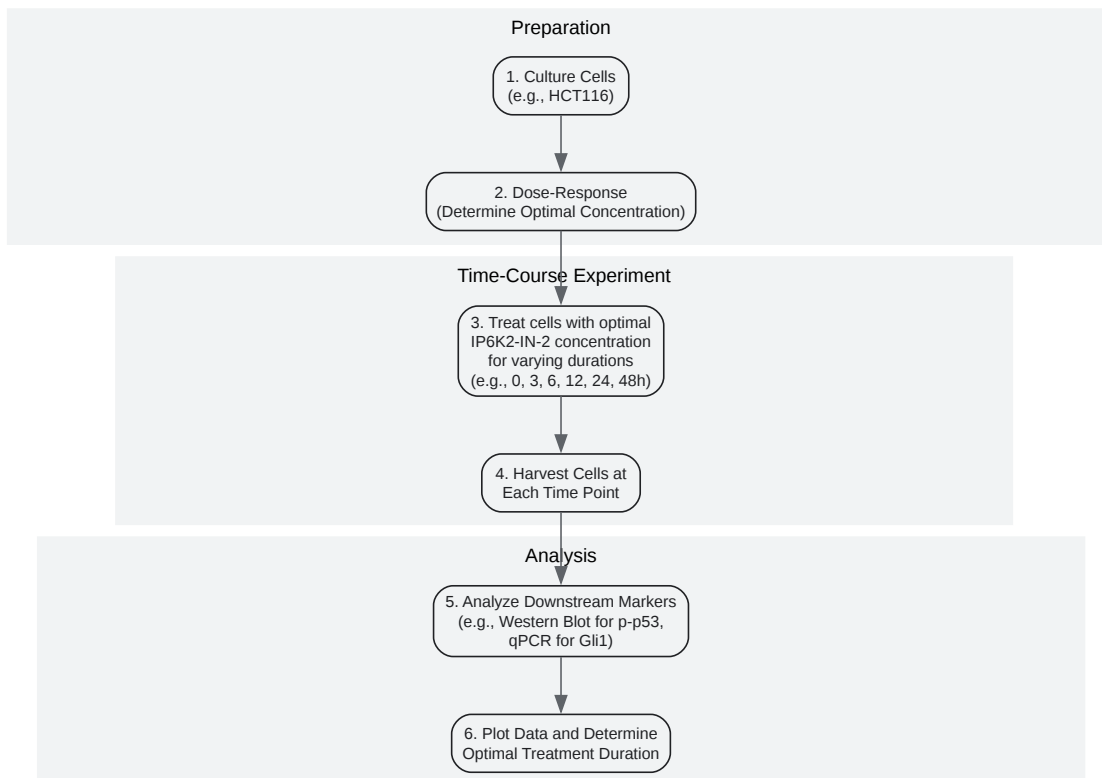 Preparation
1. Culture Cells
(e.g., HCT116)
2. Dose-Response
(Determine Optimal Concentration)
Time-Course Experiment
3. Treat cells with optimal
IP6K2-IN-2 concentration
for varying durations
(e.g., 0, 3, 6, 12, 24, 48h)
4. Harvest Cells at
Each Time Point
Analysis
5. Analyze Downstream Markers
(e.g., Western Blot for p-p53,
qPCR for Gli1)
6. Plot Data and Determine
Optimal Treatment Duration